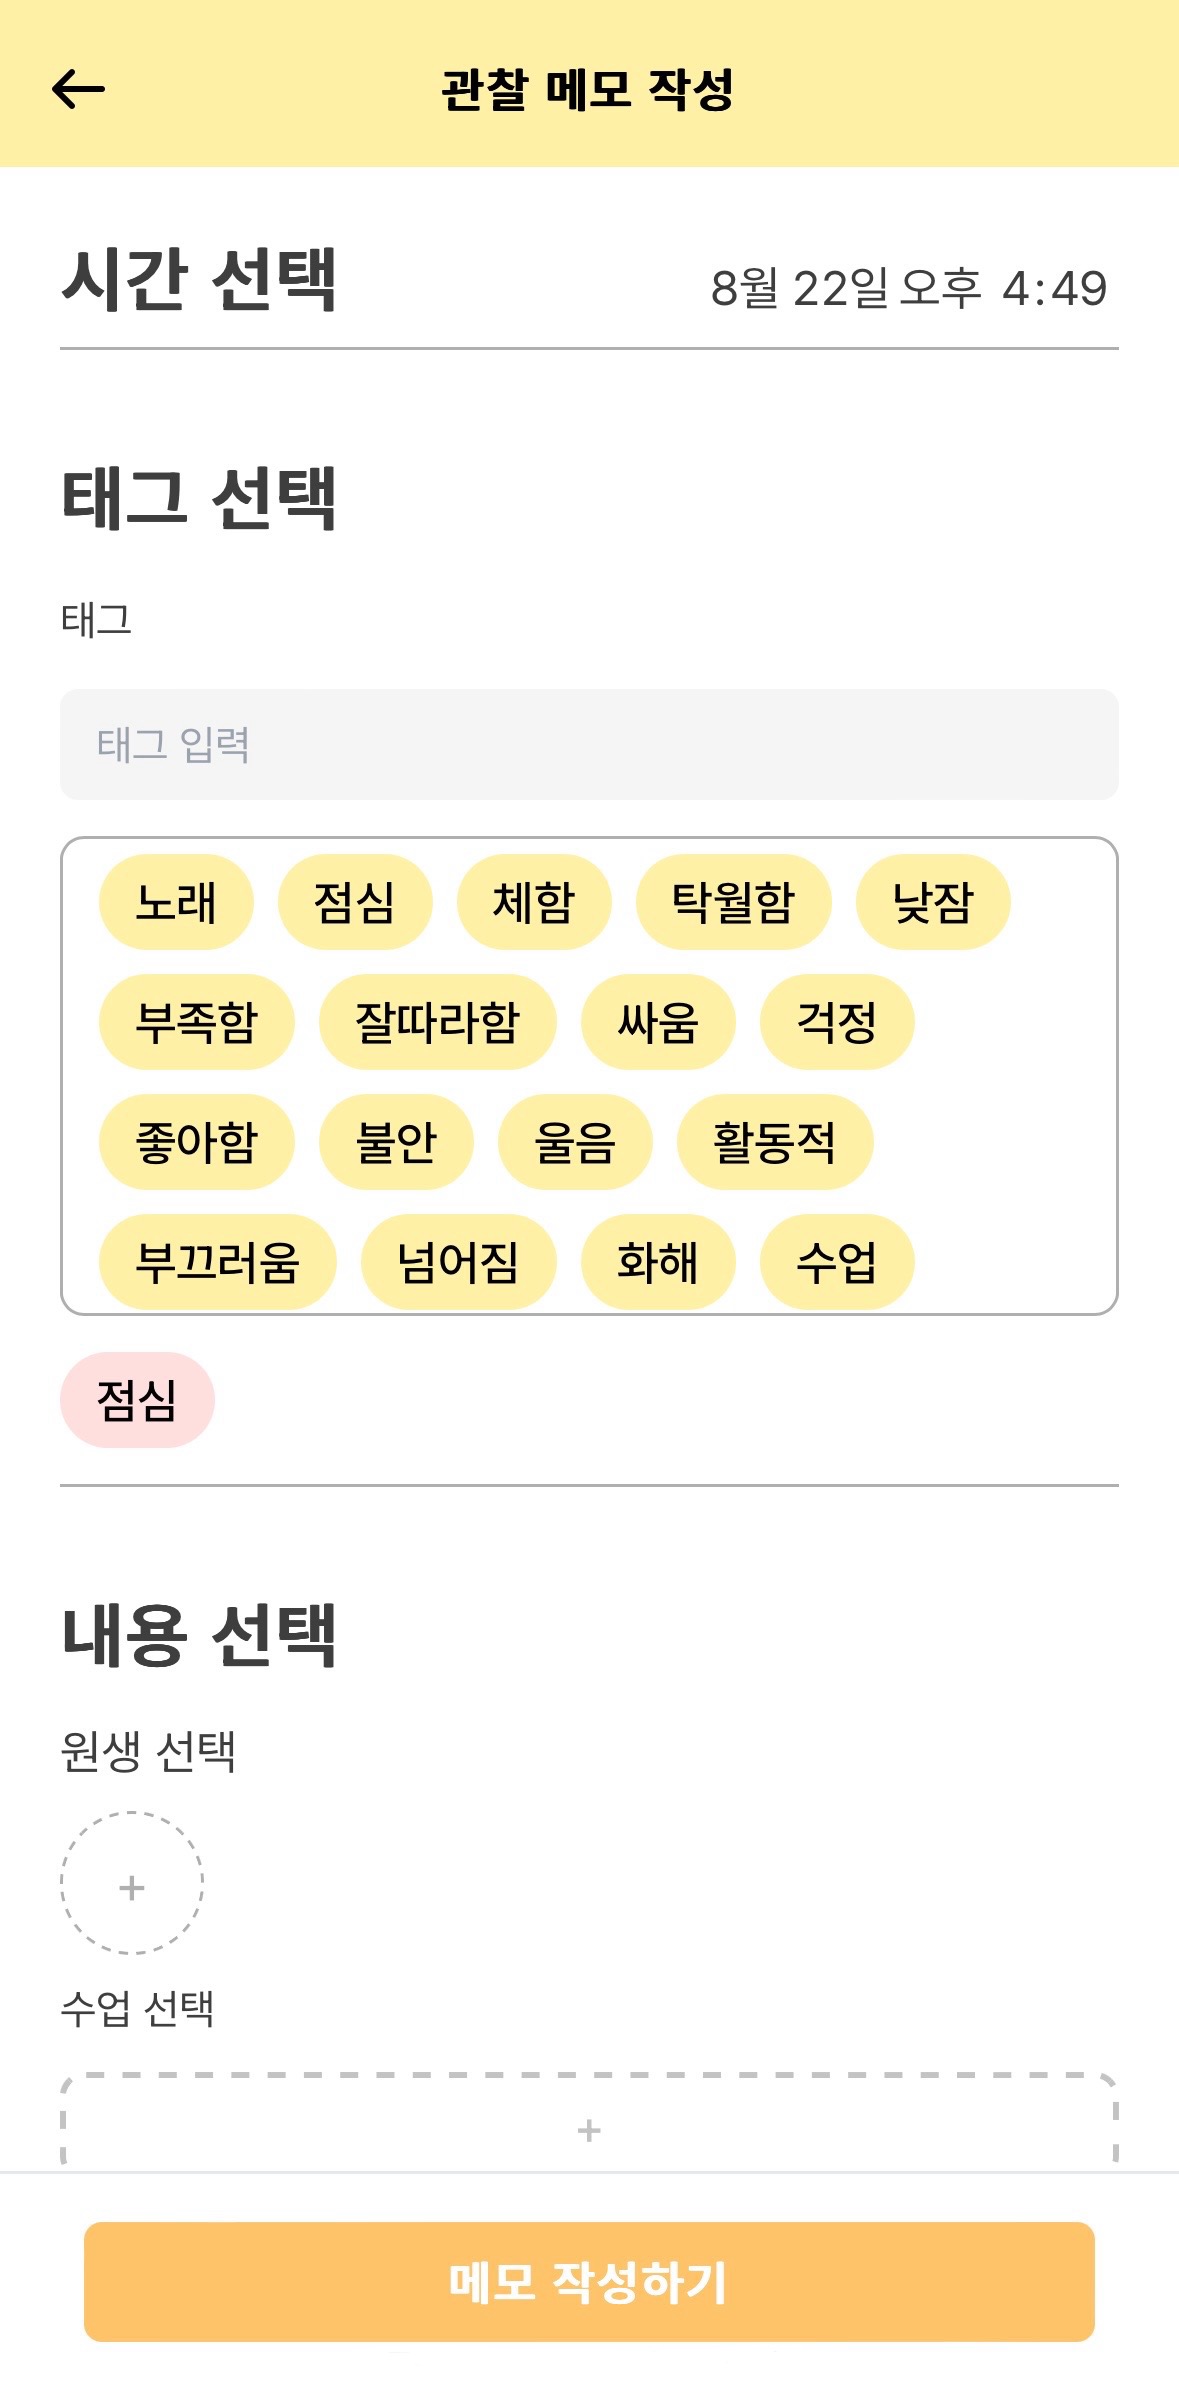 관찰 메모 작성
시간 선택 8월 22일 오후 4:49
태그 선택
태그
태그 입력
노래 점심 체함 탁월함 낮잠
부족함 잘따라함 싸움 걱정
좋아함 불안 울음 활동적
부끄러움 넘어짐 화해 수업
점심
내용 선택
원생 선택
+
수업 선택
+
메모 작성하기